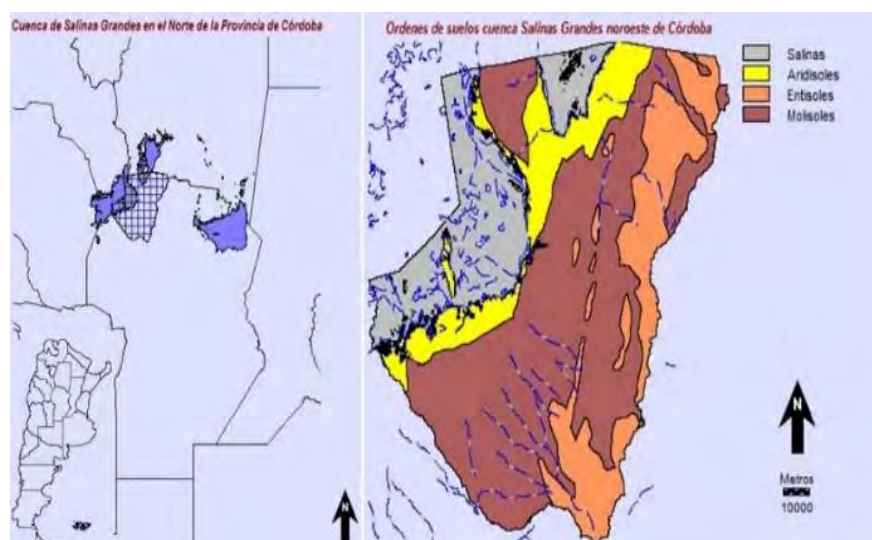 Cuenca de Salinas Grandes en el Norte de la Provincia de Córdoba
Ordenes de suelos cuenca Salinas Grandes noroeste de Córdoba
Salinas
Aridisoles
Entisoles
Molisoles
N
N
Metros
10000